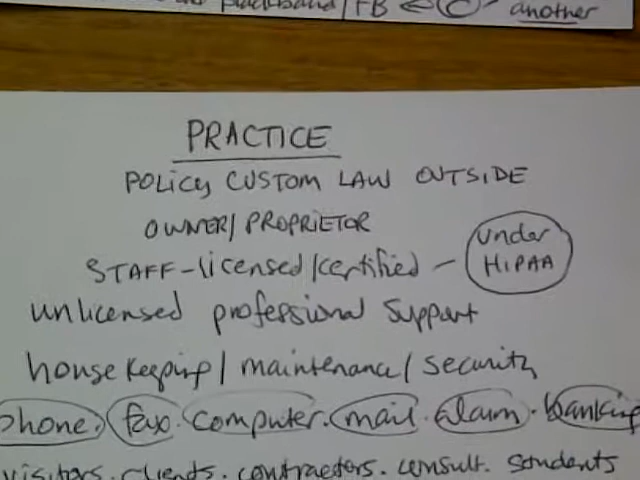 /FB ⇐ C another
PRACTICE
POLICY CUSTOM LAW OUTSIDE
OWNER/PROPRIETOR
STAFF-licensed/certified - under HIPAA
unlicensed professional support
housekeeping/maintenance/security
phone. fax. computer. mail. alarm. banking
visitors. clients. contractors. consult. students